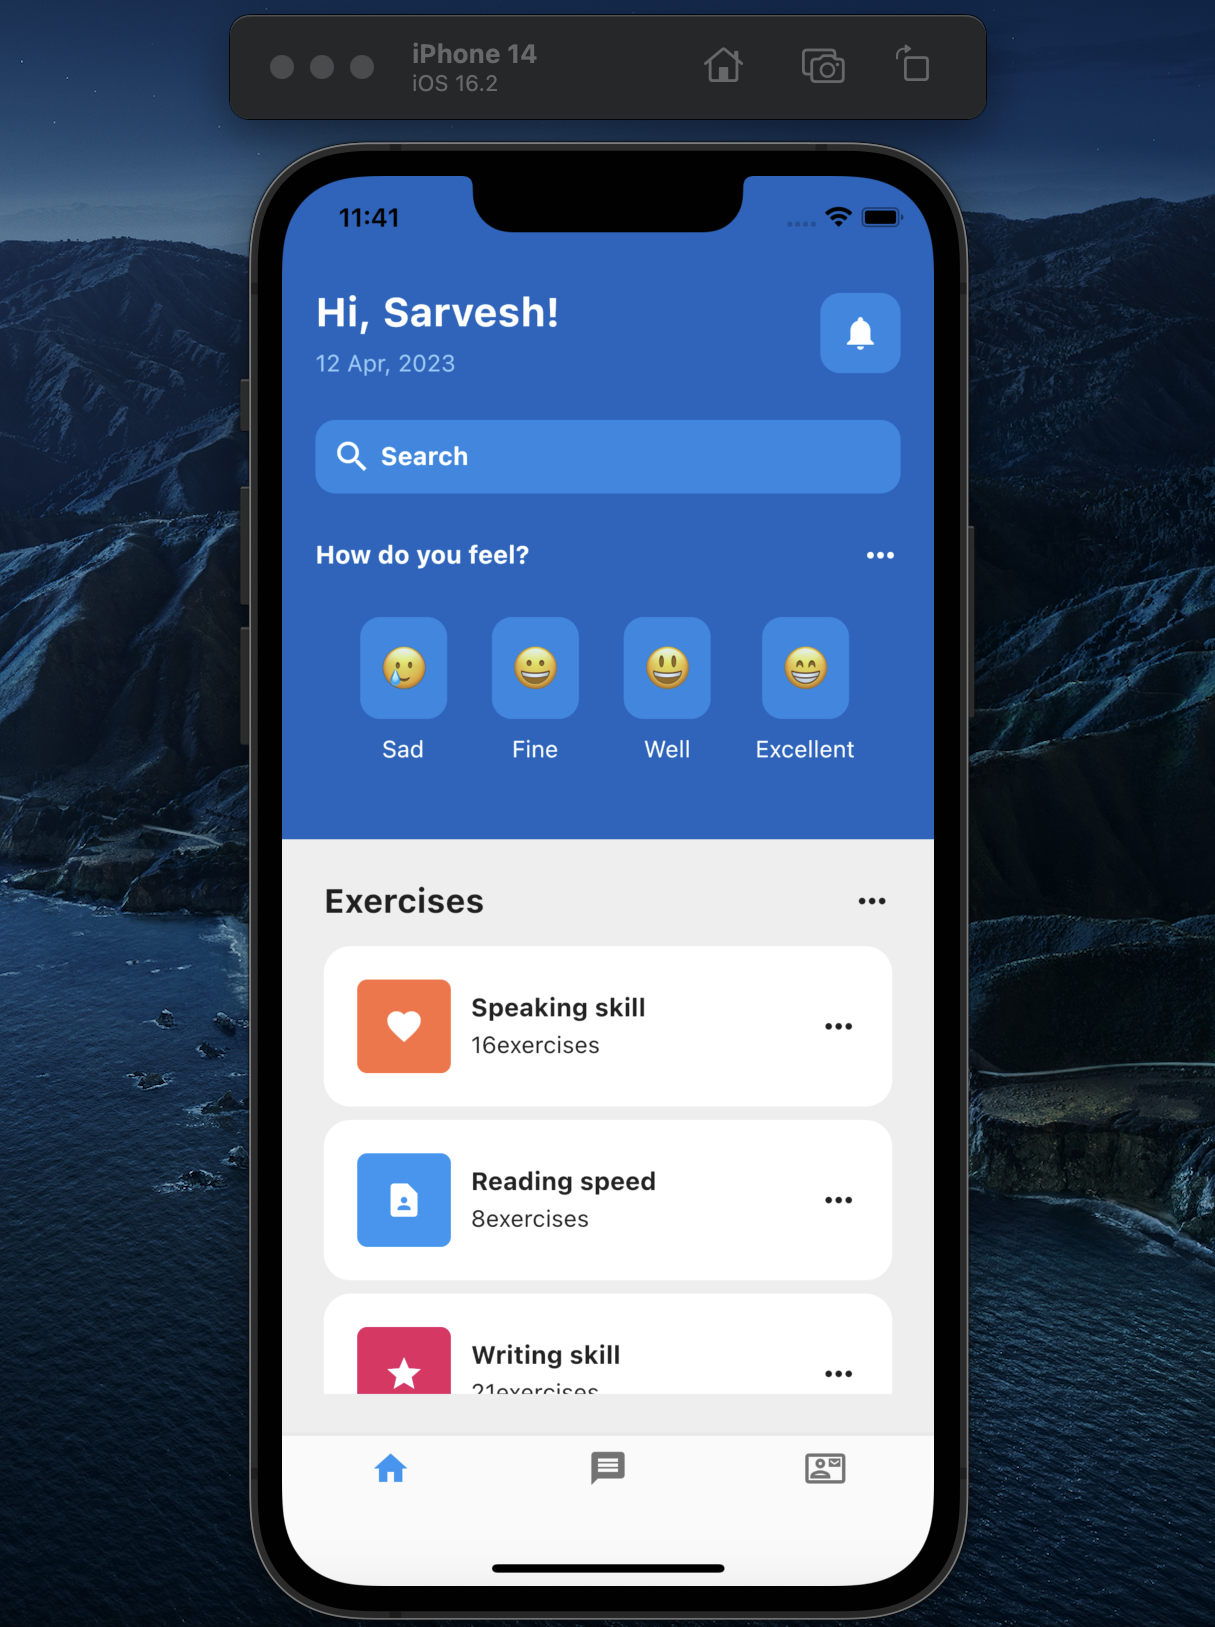 iPhone 14
iOS 16.2
11:41
Hi, Sarvesh!
12 Apr, 2023
Search
How do you feel?
Sad
Fine
Well
Excellent
Exercises
Speaking skill
16exercises
Reading speed
8exercises
Writing skill
21exercises